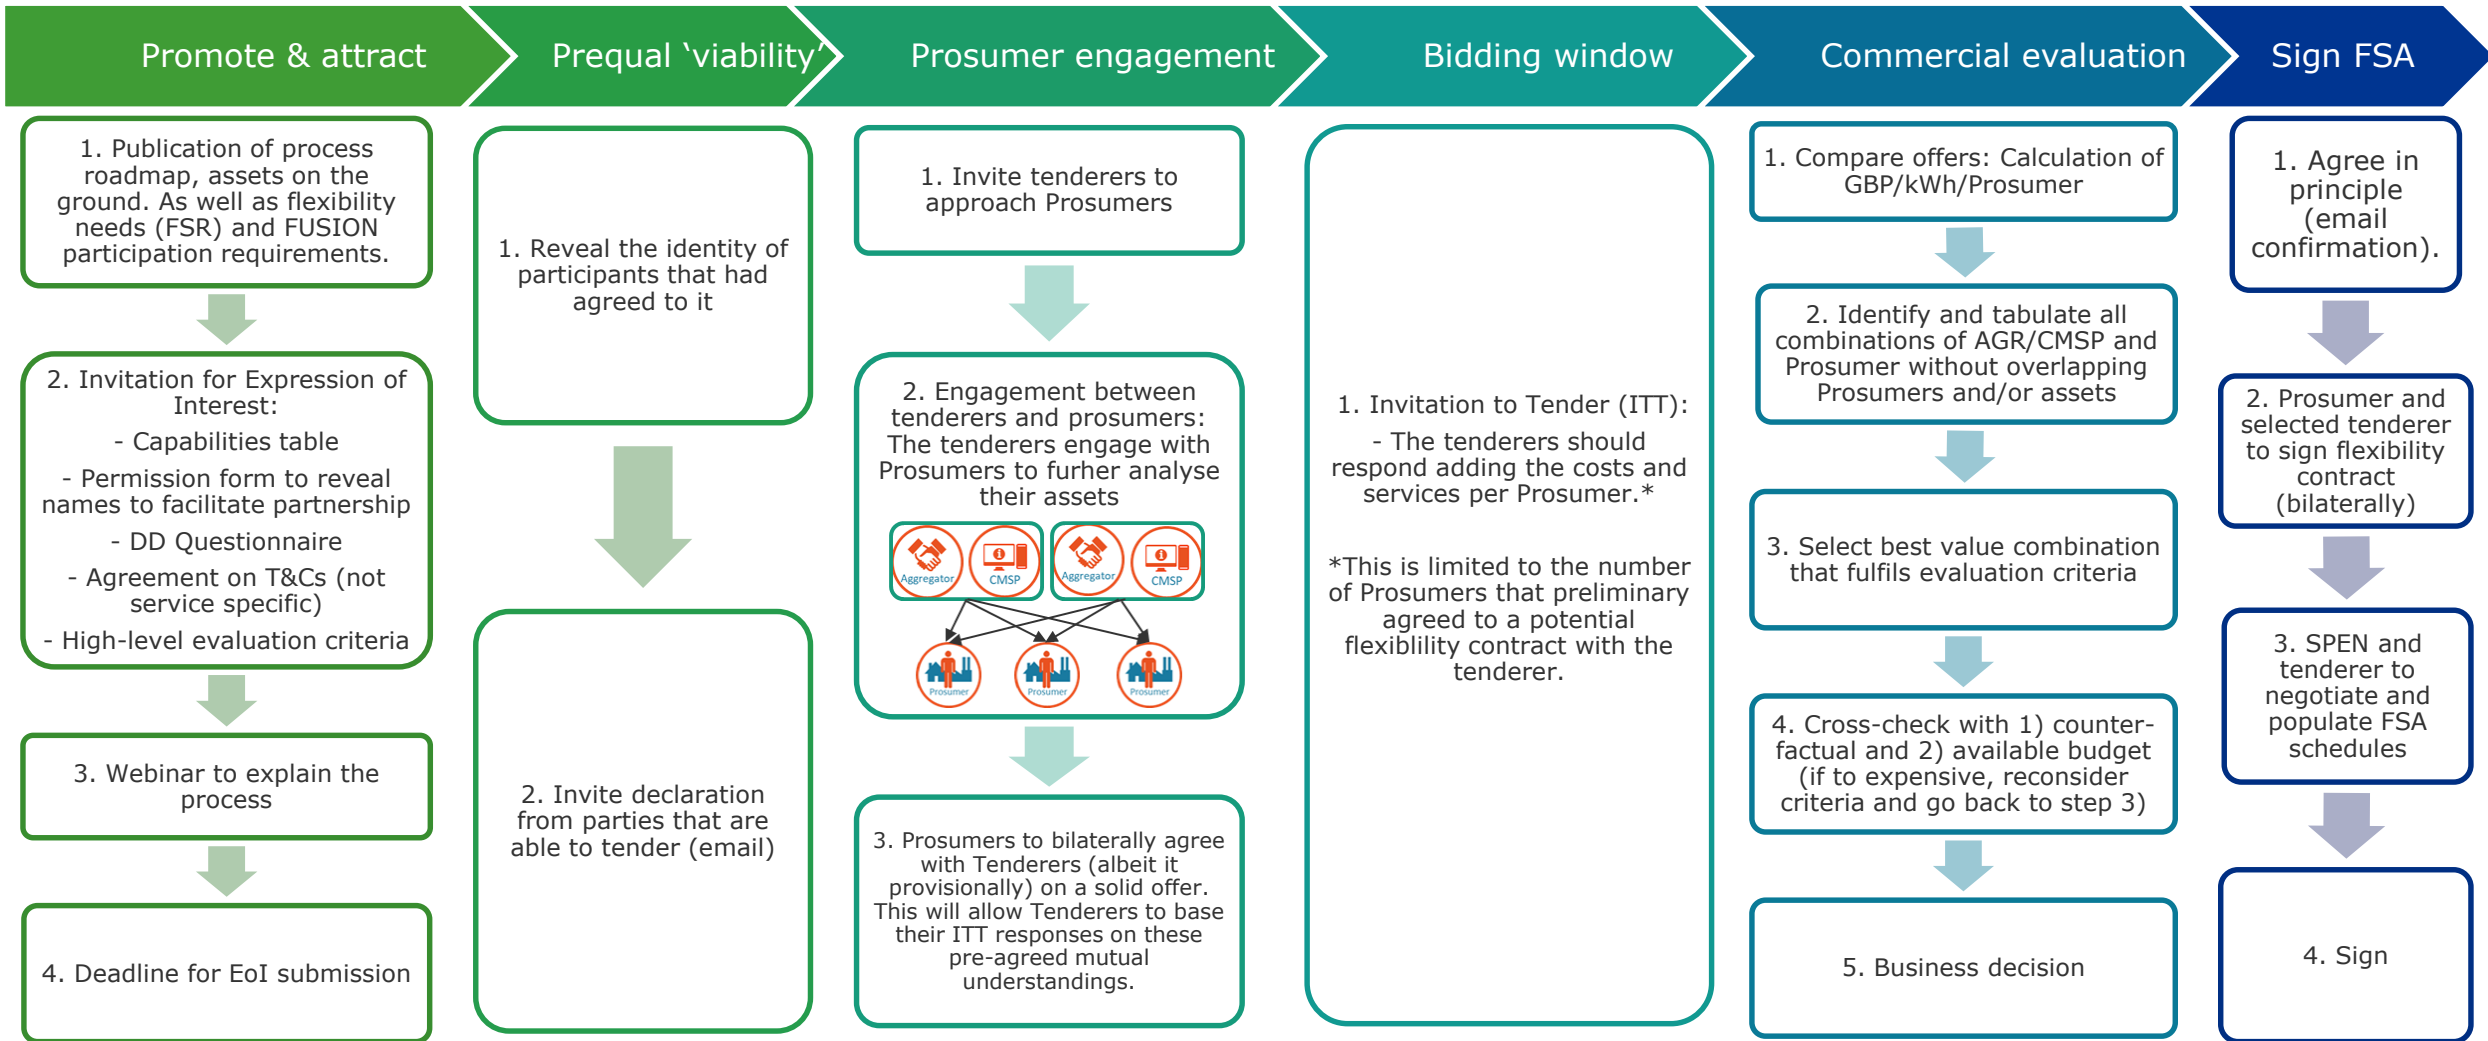 Promote & attract
Prequal ‘viability’
Prosumer engagement
Bidding window
Commercial evaluation
Sign FSA
1. Publication of process
roadmap, assets on the
ground. As well as flexibility
needs (FSR) and FUSION
participation requirements.
2. Invitation for Expression of
Interest:
- Capabilities table
- Permission form to reveal
names to facilitate partnership
- DD Questionnaire
- Agreement on T&Cs (not
service specific)
- High-level evaluation criteria
3. Webinar to explain the
process
4. Deadline for EoI submission
1. Reveal the identity of
participants that had
agreed to it
2. Invite declaration
from parties that are
able to tender (email)
1. Invite tenderers to
approach Prosumers
2. Engagement between
tenderers and prosumers:
The tenderers engage with
Prosumers to furher analyse
their assets
Aggregator
CMSP
Aggregator
CMSP
Prosumer
Prosumer
Prosumer
3. Prosumers to bilaterally agree
with Tenderers (albeit it
provisionally) on a solid offer.
This will allow Tenderers to base
their ITT responses on these
pre-agreed mutual
understandings.
1. Invitation to Tender (ITT):
- The tenderers should
respond adding the costs and
services per Prosumer.*
*This is limited to the number
of Prosumers that preliminary
agreed to a potential
flexiblility contract with the
tenderer.
1. Compare offers: Calculation of
GBP/kWh/Prosumer
2. Identify and tabulate all
combinations of AGR/CMSP and
Prosumer without overlapping
Prosumers and/or assets
3. Select best value combination
that fulfils evaluation criteria
4. Cross-check with 1) counter-
factual and 2) available budget
(if to expensive, reconsider
criteria and go back to step 3)
5. Business decision
1. Agree in
principle
(email
confirmation).
2. Prosumer and
selected tenderer
to sign flexibility
contract
(bilaterally)
3. SPEN and
tenderer to
negotiate and
populate FSA
schedules
4. Sign